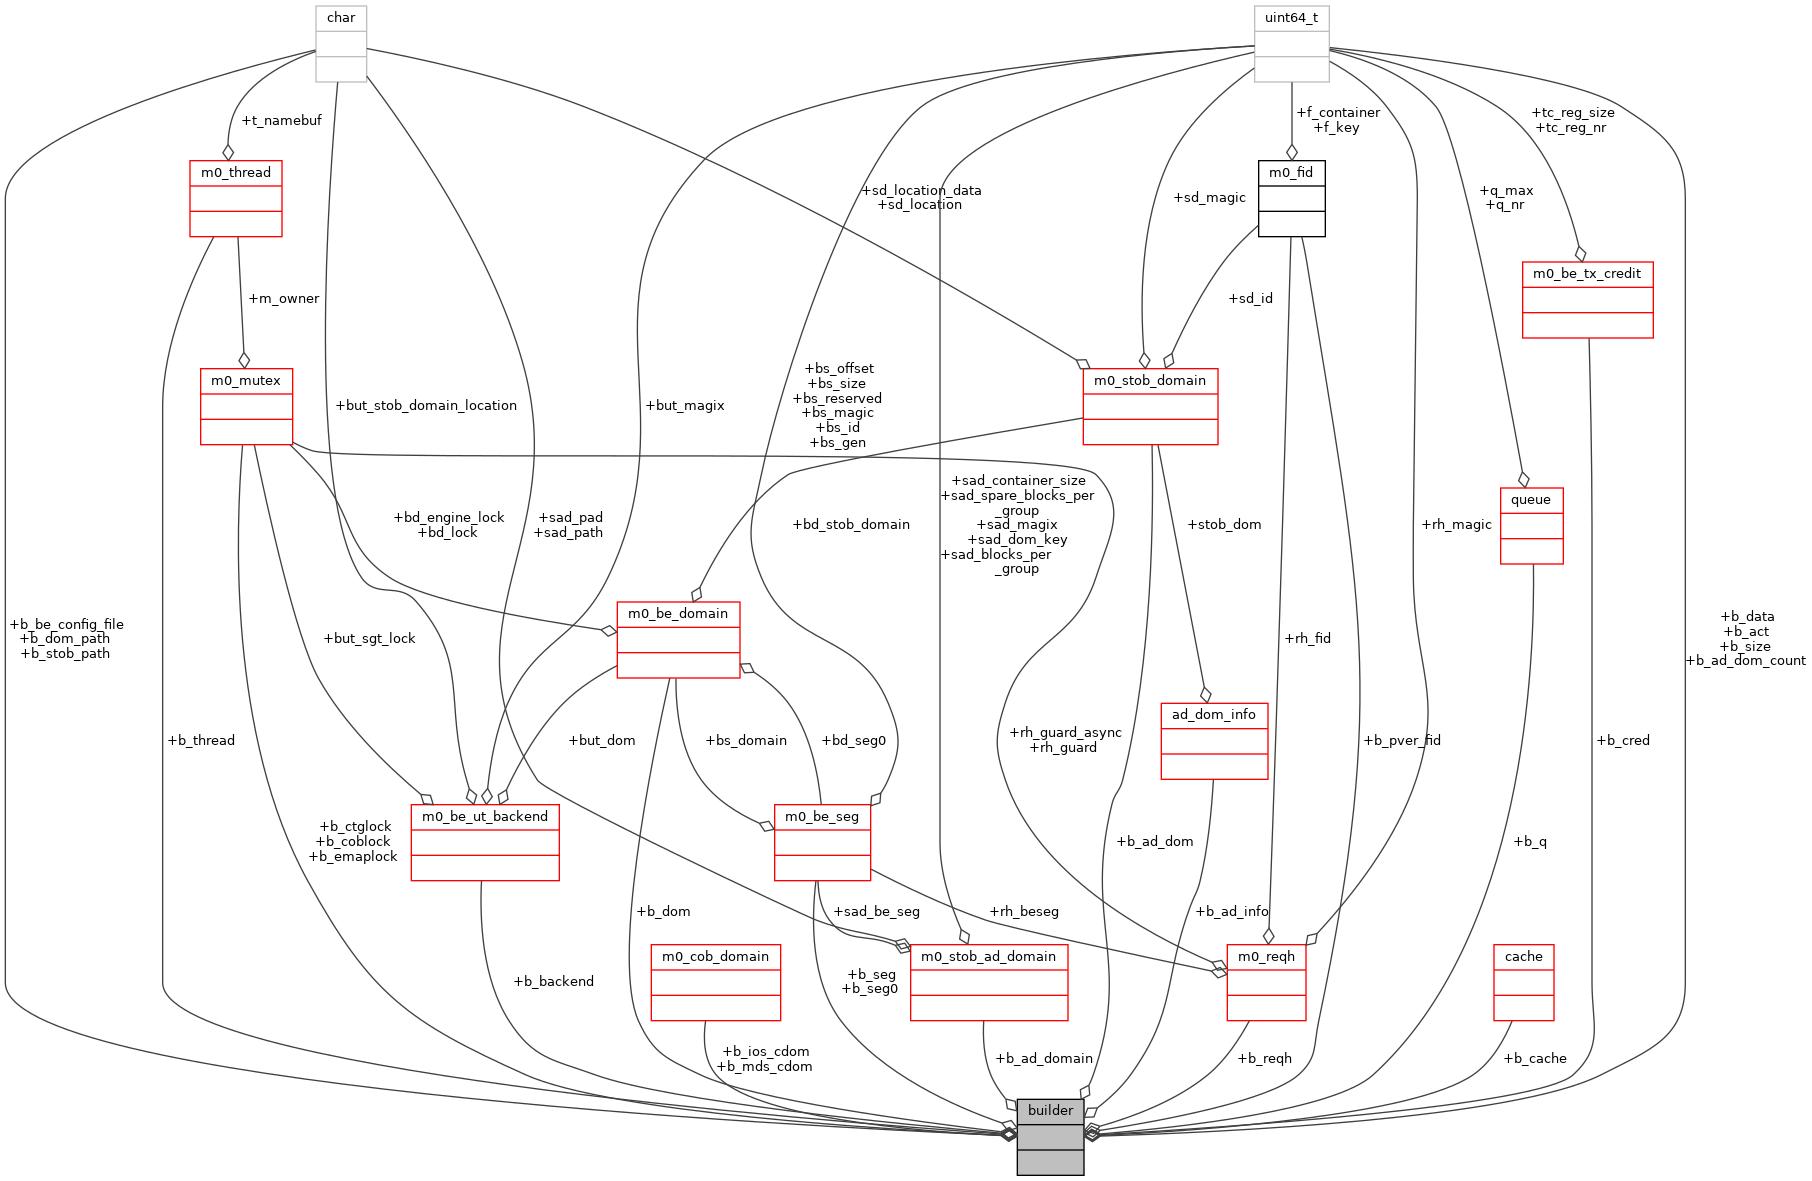 char
uint64_t
+t_namebuf
+f_container
+f_key
+tc_reg_size
+tc_reg_nr
m0_thread
m0_fid
+sd_location_data
+sd_location
+sd_magic
+q_max
+q_nr
m0_be_tx_credit
+m_owner
+sd_id
m0_mutex
m0_stob_domain
+but_stob_domain_location
+but_magix
+bs_offset
+bs_size
+bs_reserved
+bs_magic
+bs_id
+bs_gen
queue
+bd_engine_lock
+bd_lock
+sad_pad
+sad_path
+bd_stob_domain
+sad_container_size
+sad_spare_blocks_per
_group
+sad_magix
+sad_dom_key
+sad_blocks_per
_group
+stob_dom
+rh_magic
m0_be_domain
+b_be_config_file
+b_dom_path
+b_stob_path
+but_sgt_lock
+rh_fid
+b_data
+b_act
+b_size
+b_ad_dom_count
ad_dom_info
+b_thread
+but_dom
+bs_domain
+bd_seg0
+rh_guard_async
+rh_guard
+b_pver_fid
+b_cred
m0_be_ut_backend
m0_be_seg
+b_ctglock
+b_coblock
+b_emaplock
+b_ad_dom
+b_q
+b_dom
+sad_be_seg
+rh_beseg
+b_ad_info
m0_cob_domain
m0_stob_ad_domain
m0_reqh
cache
+b_backend
+b_seg
+b_seg0
+b_ios_cdom
+b_mds_cdom
+b_ad_domain
+b_reqh
+b_cache
builder